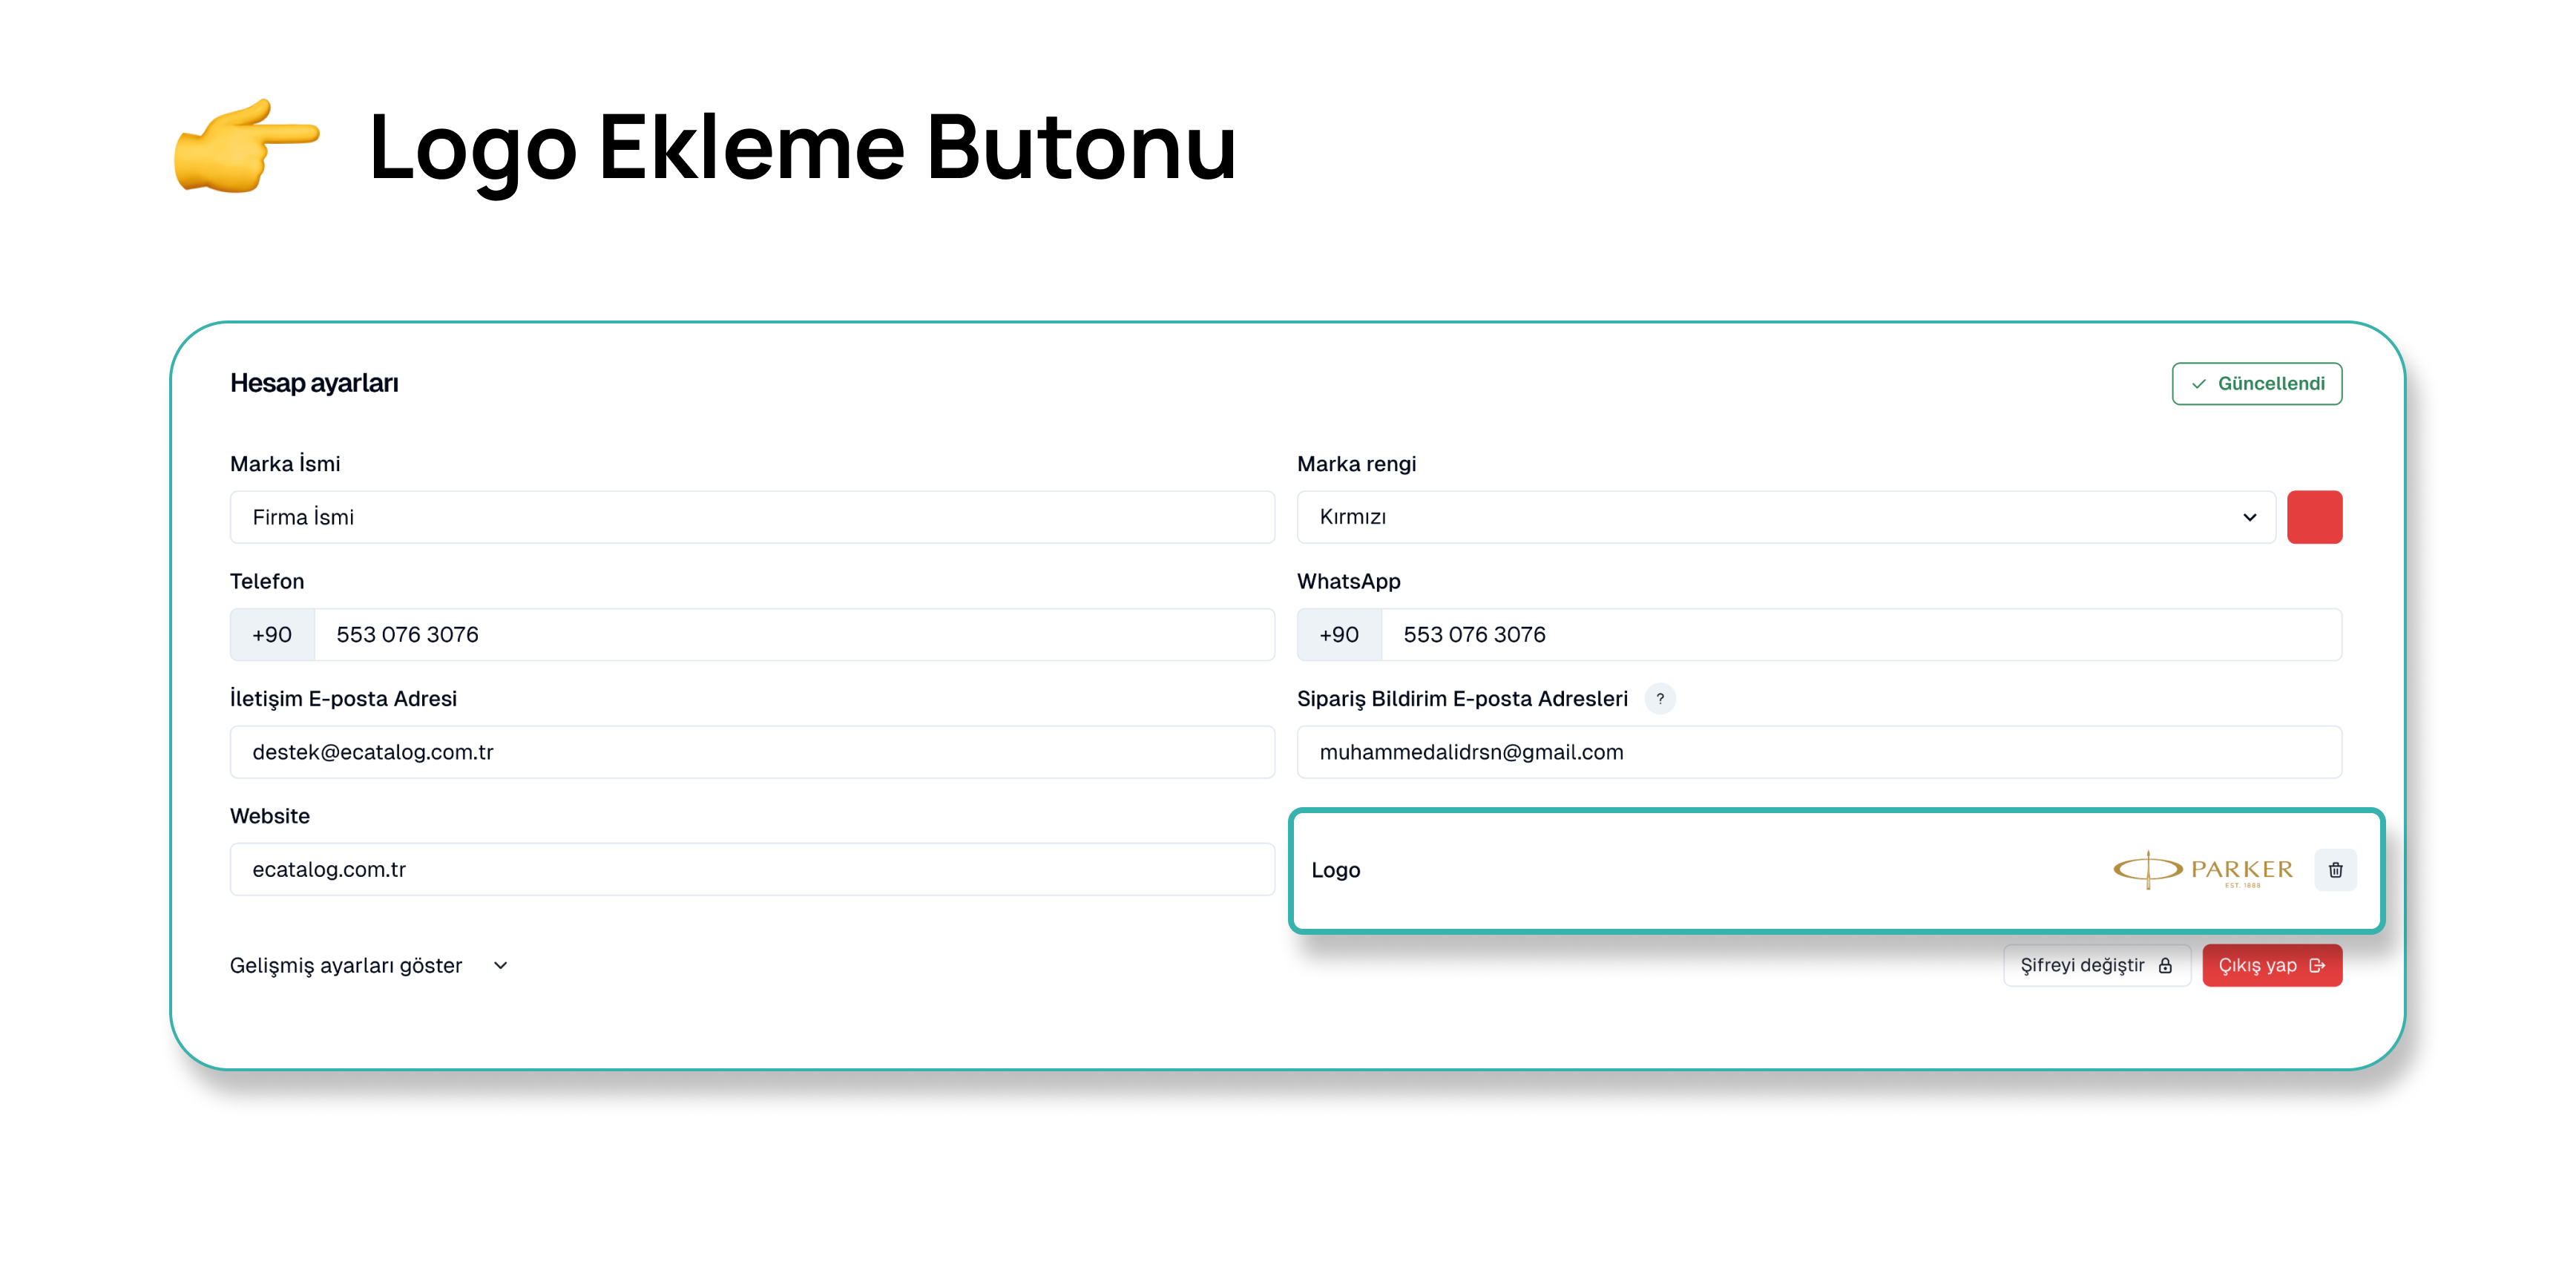 Logo Ekleme Butonu
Hesap ayarları
Güncellendi
Marka İsmi
Marka rengi
Firma İsmi
Kırmızı
Telefon
WhatsApp
+90 553 076 3076
+90 553 076 3076
İletişim E-posta Adresi
Sipariş Bildirim E-posta Adresleri ?
destek@ecatalog.com.tr
muhammedalidrsn@gmail.com
Website
ecatalog.com.tr
Logo
PARKER
EST. 1888
Gelişmiş ayarları göster
Şifreyi değiştir
Çıkış yap